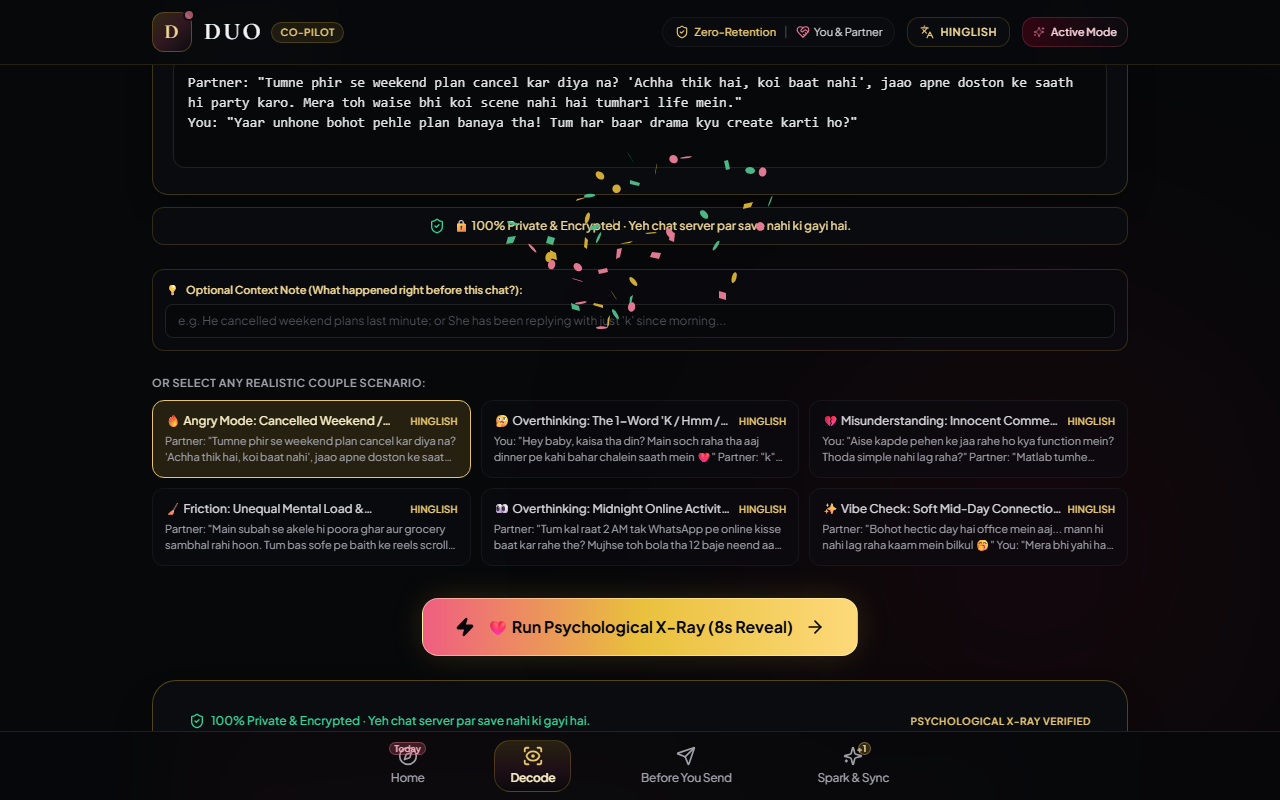 D
DUO
CO-PILOT
Zero-Retention | You & Partner
HINGLISH
Active Mode
Partner: "Tumne phir se weekend plan cancel kar diya na? 'Achha thik hai, koi baat nahi', jaao apne doston ke saath
hi party karo. Mera toh waise bhi koi scene nahi hai tumhari life mein."
You: "Yaar unhone bohot pehle plan banaya tha! Tum har baar drama kyu create karti ho?"
🔒 100% Private & Encrypted · Yeh chat server par save nahi ki gayi hai.
💡 Optional Context Note (What happened right before this chat?):
e.g. He cancelled weekend plans last minute; or She has been replying with just 'k' since morning...
OR SELECT ANY REALISTIC COUPLE SCENARIO:
🔥 Angry Mode: Cancelled Weekend /... HINGLISH
Partner: "Tumne phir se weekend plan cancel kar diya na?
'Achha thik hai, koi baat nahi', jaao apne doston ke saat...
🤔 Overthinking: The 1-Word 'K / Hmm /... HINGLISH
You: "Hey baby, kaisa tha din? Main soch raha tha aaj
dinner pe kahi bahar chalein saath mein ❤️" Partner: "k"...
💔 Misunderstanding: Innocent Comme... HINGLISH
You: "Aise kapde pehen ke jaa rahe ho kya function mein?
Thoda simple nahi lag raha?" Partner: "Matlab tumhe...
🧹 Friction: Unequal Mental Load &... HINGLISH
Partner: "Main subah se akele hi poora ghar aur grocery
sambhal rahi hoon. Tum bas sofe pe baith ke reels scroll...
👀 Overthinking: Midnight Online Activit... HINGLISH
Partner: "Tum kal raat 2 AM tak WhatsApp pe online kisse
baat kar rahe the? Mujhse toh bola tha 12 baje neend aa...
✨ Vibe Check: Soft Mid-Day Connectio... HINGLISH
Partner: "Bohot hectic day hai office mein aaj... mann hi
nahi lag raha kaam mein bilkul 🥱" You: "Mera bhi yahi ha...
💖 Run Psychological X-Ray (8s Reveal) →
100% Private & Encrypted · Yeh chat server par save nahi ki gayi hai.
PSYCHOLOGICAL X-RAY VERIFIED
Today
Home
Decode
Before You Send
+1
Spark & Sync